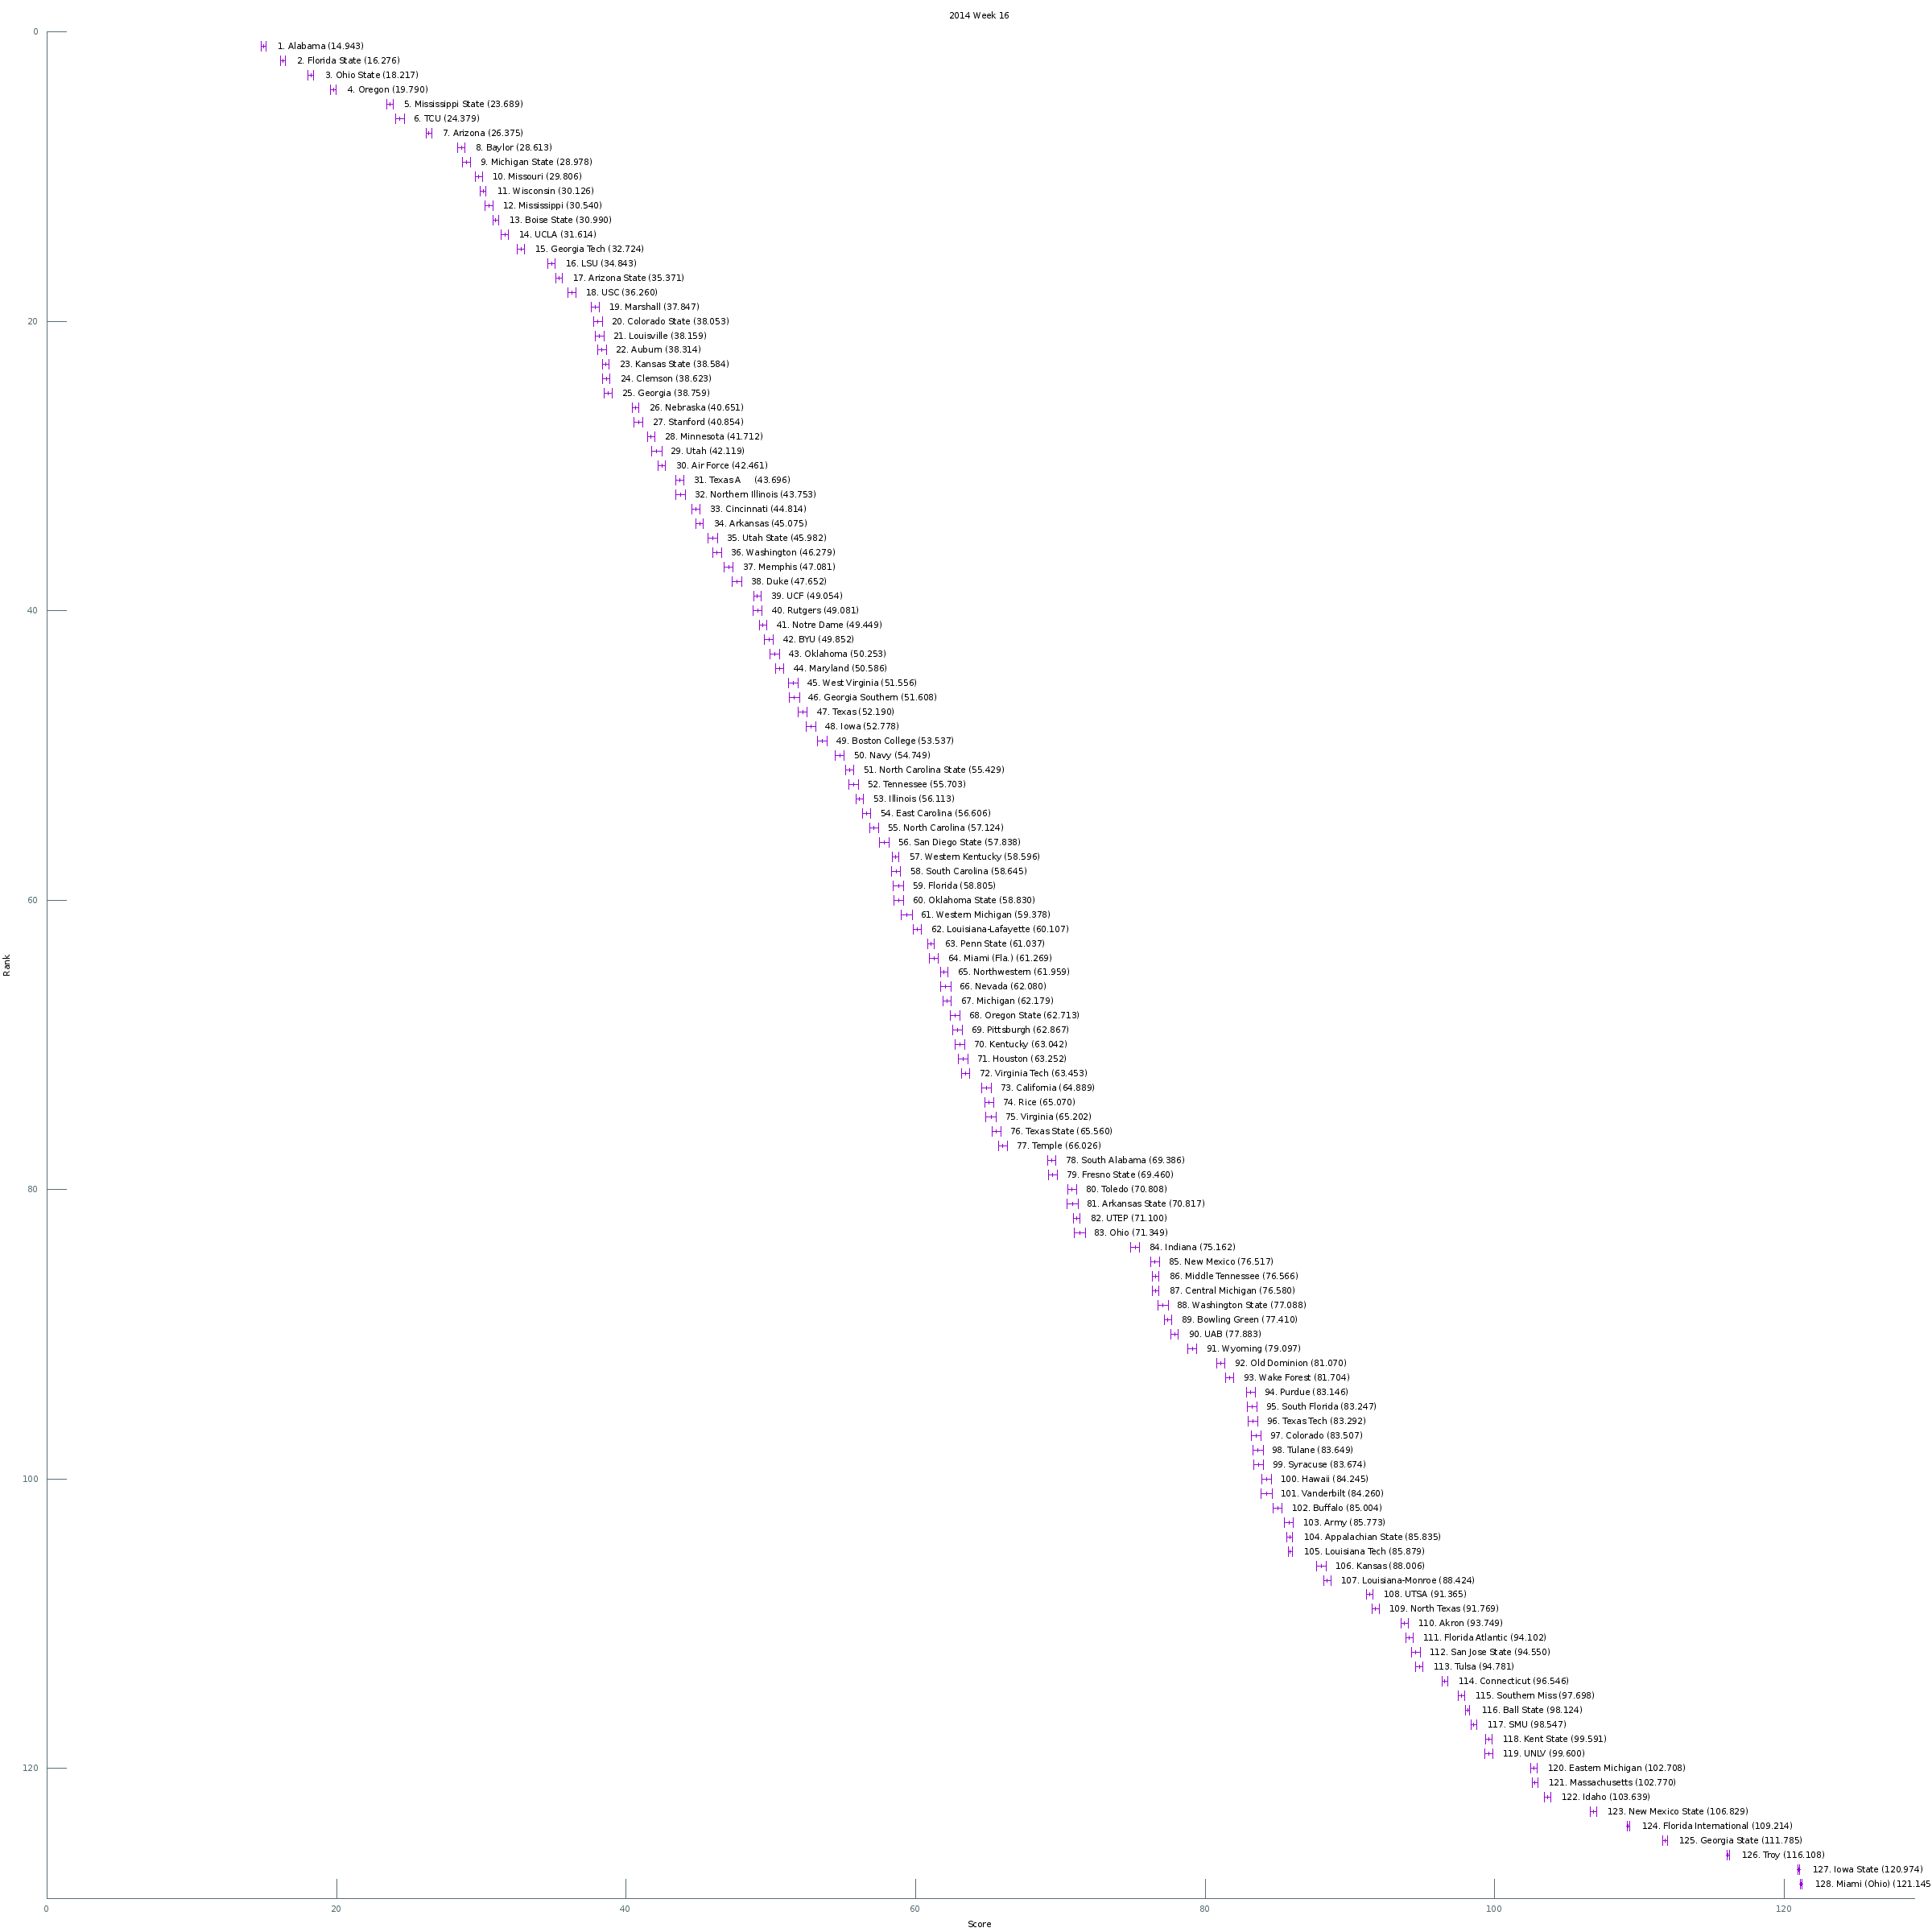 2014 Week 16
0
1. Alabama (14.943)
2. Florida State (16.276)
3. Ohio State (18.217)
4. Oregon (19.790)
5. Mississippi State (23.689)
6. TCU (24.379)
7. Arizona (26.375)
8. Baylor (28.613)
9. Michigan State (28.978)
10. Missouri (29.806)
11. Wisconsin (30.126)
12. Mississippi (30.540)
13. Boise State (30.990)
14. UCLA (31.614)
15. Georgia Tech (32.724)
16. LSU (34.843)
17. Arizona State (35.371)
18. USC (36.260)
19. Marshall (37.847)
20
20. Colorado State (38.053)
21. Louisville (38.159)
22. Auburn (38.314)
23. Kansas State (38.584)
24. Clemson (38.623)
25. Georgia (38.759)
26. Nebraska (40.651)
27. Stanford (40.854)
28. Minnesota (41.712)
29. Utah (42.119)
30. Air Force (42.461)
31. Texas A (43.696)
32. Northern Illinois (43.753)
33. Cincinnati (44.814)
34. Arkansas (45.075)
35. Utah State (45.982)
36. Washington (46.279)
37. Memphis (47.081)
38. Duke (47.652)
39. UCF (49.054)
40
40. Rutgers (49.081)
41. Notre Dame (49.449)
42. BYU (49.852)
43. Oklahoma (50.253)
44. Maryland (50.586)
45. West Virginia (51.556)
46. Georgia Southern (51.608)
47. Texas (52.190)
48. Iowa (52.778)
49. Boston College (53.537)
50. Navy (54.749)
51. North Carolina State (55.429)
52. Tennessee (55.703)
53. Illinois (56.113)
54. East Carolina (56.606)
55. North Carolina (57.124)
56. San Diego State (57.838)
57. Western Kentucky (58.596)
58. South Carolina (58.645)
59. Florida (58.805)
60
60. Oklahoma State (58.830)
61. Western Michigan (59.378)
62. Louisiana-Lafayette (60.107)
63. Penn State (61.037)
64. Miami (Fla.) (61.269)
Rank
65. Northwestern (61.959)
66. Nevada (62.080)
67. Michigan (62.179)
68. Oregon State (62.713)
69. Pittsburgh (62.867)
70. Kentucky (63.042)
71. Houston (63.252)
72. Virginia Tech (63.453)
73. California (64.889)
74. Rice (65.070)
75. Virginia (65.202)
76. Texas State (65.560)
77. Temple (66.026)
78. South Alabama (69.386)
79. Fresno State (69.460)
80
80. Toledo (70.808)
81. Arkansas State (70.817)
82. UTEP (71.100)
83. Ohio (71.349)
84. Indiana (75.162)
85. New Mexico (76.517)
86. Middle Tennessee (76.566)
87. Central Michigan (76.580)
88. Washington State (77.088)
89. Bowling Green (77.410)
90. UAB (77.883)
91. Wyoming (79.097)
92. Old Dominion (81.070)
93. Wake Forest (81.704)
94. Purdue (83.146)
95. South Florida (83.247)
96. Texas Tech (83.292)
97. Colorado (83.507)
98. Tulane (83.649)
99. Syracuse (83.674)
100
100. Hawaii (84.245)
101. Vanderbilt (84.260)
102. Buffalo (85.004)
103. Army (85.773)
104. Appalachian State (85.835)
105. Louisiana Tech (85.879)
106. Kansas (88.006)
107. Louisiana-Monroe (88.424)
108. UTSA (91.365)
109. North Texas (91.769)
110. Akron (93.749)
111. Florida Atlantic (94.102)
112. San Jose State (94.550)
113. Tulsa (94.781)
114. Connecticut (96.546)
115. Southern Miss (97.698)
116. Ball State (98.124)
117. SMU (98.547)
118. Kent State (99.591)
119. UNLV (99.600)
120
120. Eastern Michigan (102.708)
121. Massachusetts (102.770)
122. Idaho (103.639)
123. New Mexico State (106.829)
124. Florida International (109.214)
125. Georgia State (111.785)
126. Troy (116.108)
127. Iowa State (120.974)
128. Miami (Ohio) (121.145
0 20 40 60 80 100 120
Score